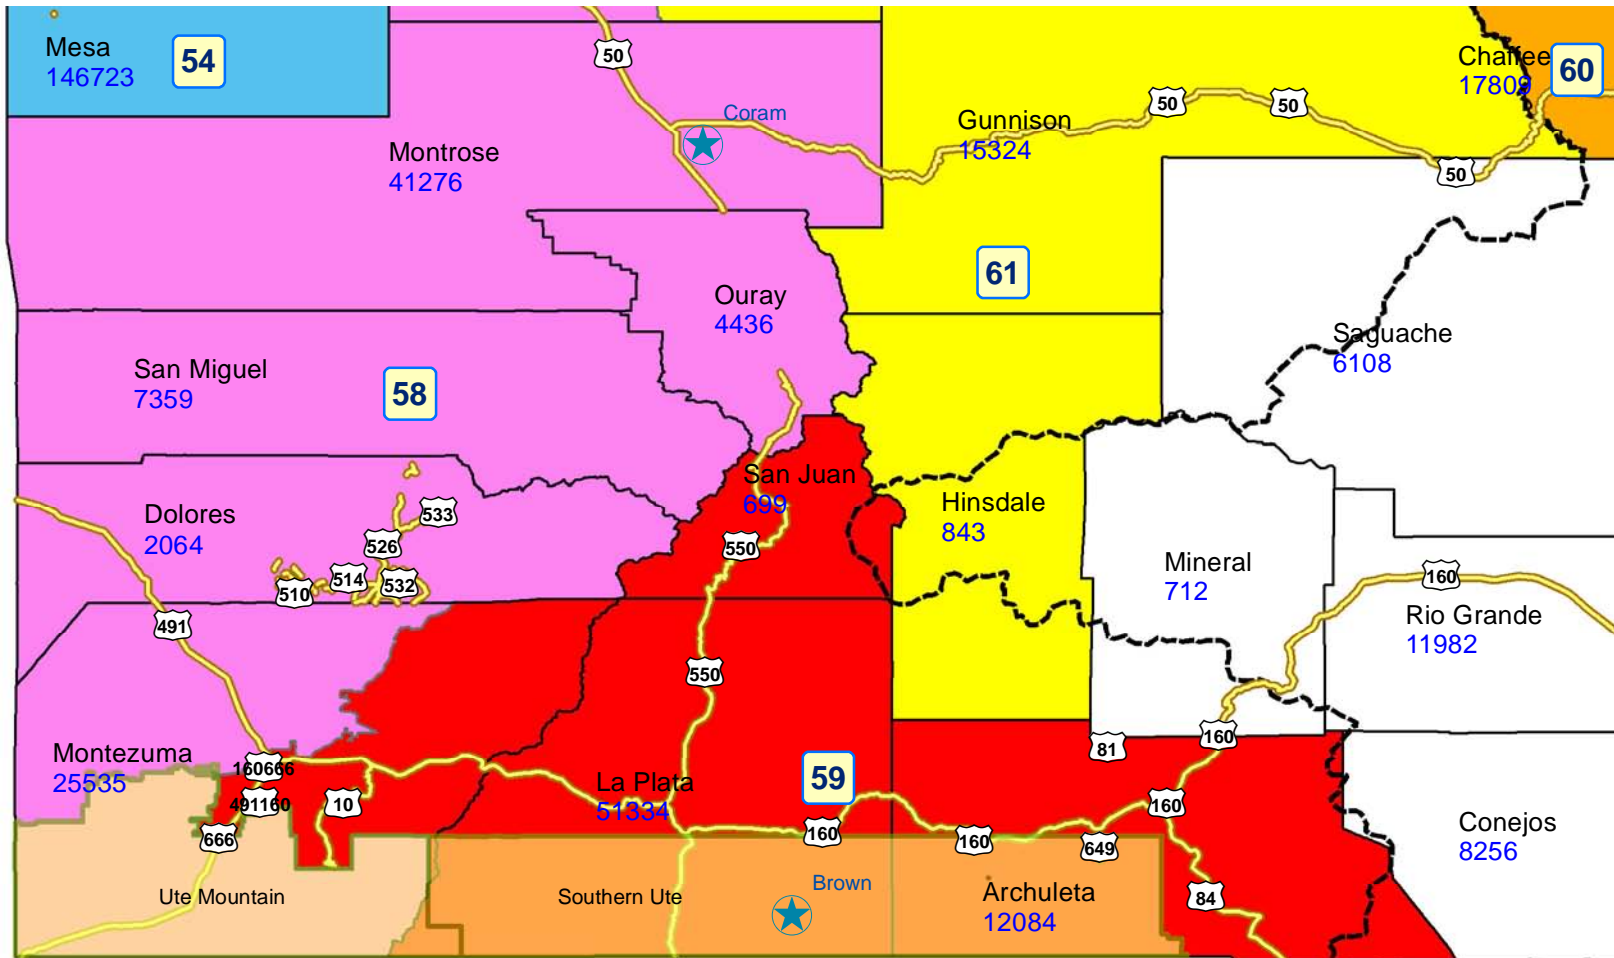 Mesa
146723
54
50
Chaffee
17809
60
Coram
Gunnison
15324
50
50
Montrose
41276
50
61
Ouray
4436
Saguache
6108
San Miguel
7359
58
San Juan
699
Hinsdale
843
Dolores
2064
533
526
550
514
532
510
Mineral
712
160
Rio Grande
11982
491
550
Montezuma
25535
160666
491160
10
666
La Plata
51334
59
81
160
160
160
160
649
Conejos
8256
Ute Mountain
Southern Ute
Brown
Archuleta
12084
84